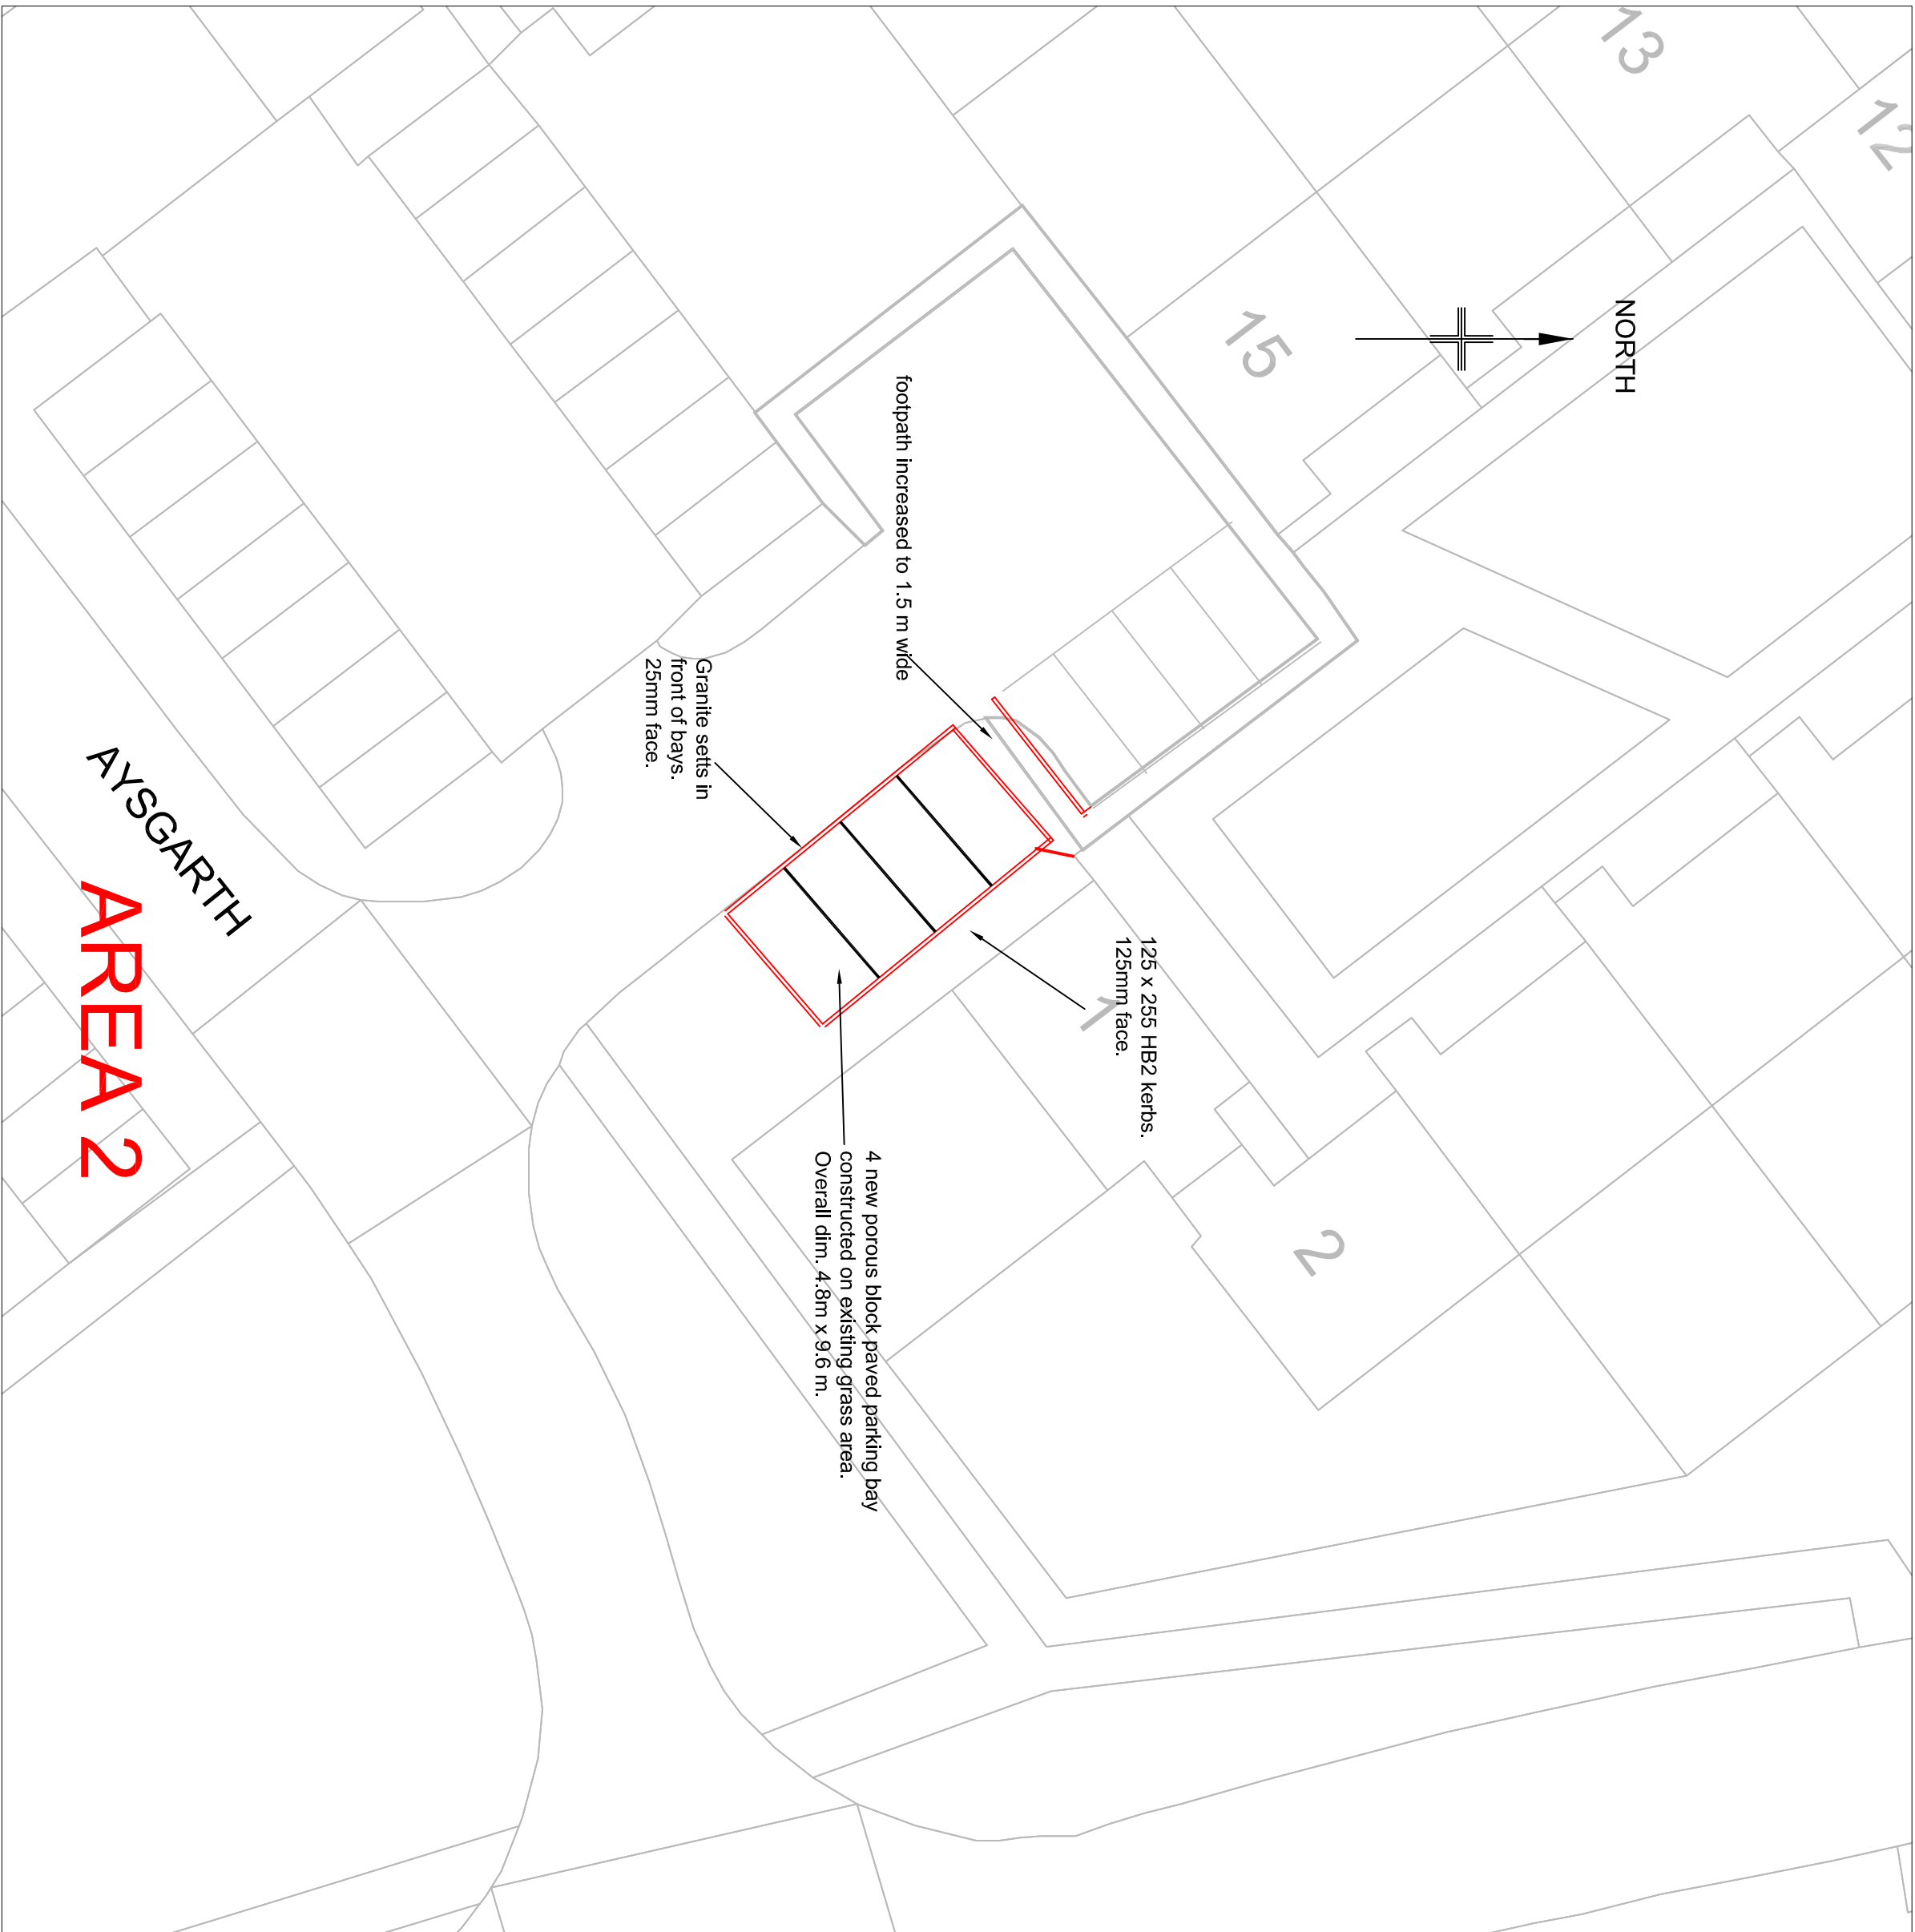 NORTH
13
12
15
footpath increased to 1.5 m wide
Granite setts in
front of bays.
25mm face.
125 x 255 HB2 kerbs.
125mm face.
1
2
4 new porous block paved parking bay
constructed on existing grass area.
Overall dim. 4.8m x 9.6 m.
AYSGARTH
AREA 2